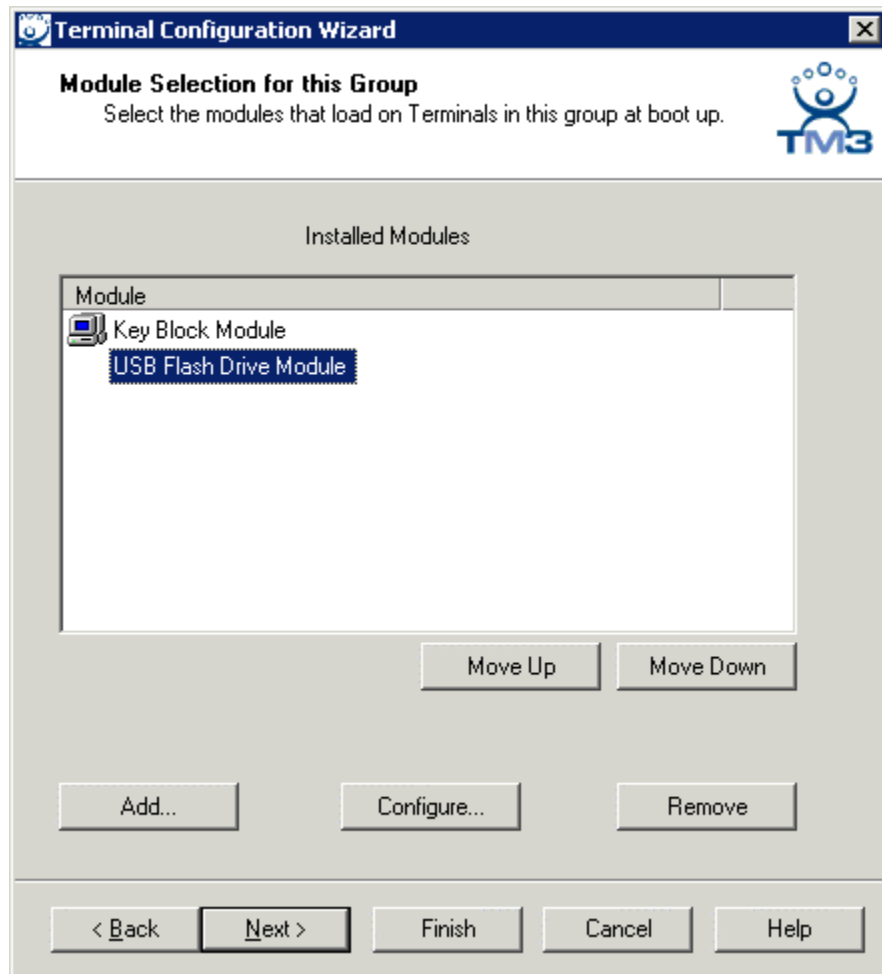 Terminal Configuration Wizard
Module Selection for this Group
Select the modules that load on Terminals in this group at boot up.
TM3
Installed Modules
Module
Key Block Module
USB Flash Drive Module
Move Up Move Down
Add... Configure... Remove
< Back Next > Finish Cancel Help